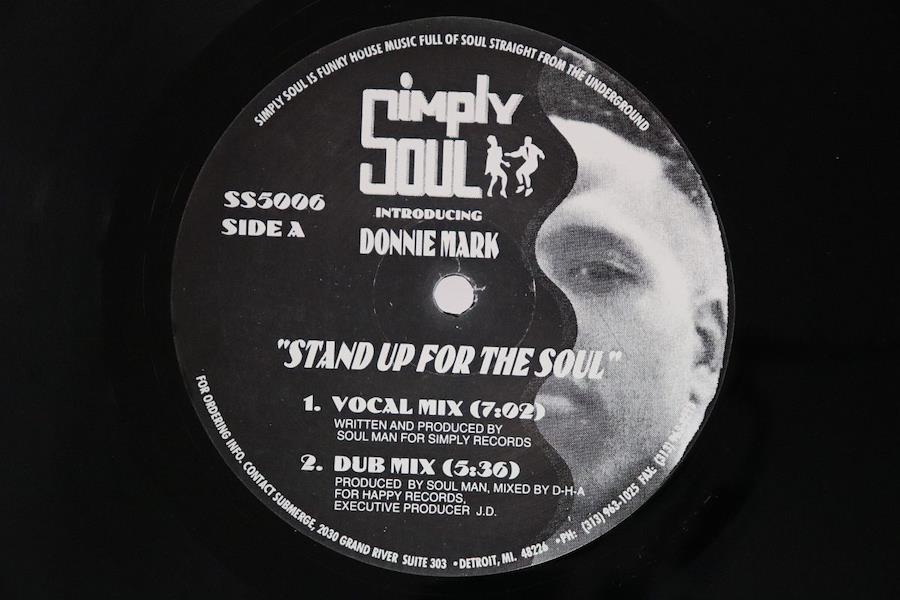 SIMPLY SOUL IS FUNKY HOUSE MUSIC FULL OF SOUL STRAIGHT FROM THE UNDERGROUND
Simply
Soul
INTRODUCING
DONNIE MARK
SS5006
SIDE A
"STAND UP FOR THE SOUL"
1. VOCAL MIX (7:02)
WRITTEN AND PRODUCED BY
SOUL MAN FOR SIMPLY RECORDS
2. DUB MIX (5:36)
PRODUCED BY SOUL MAN, MIXED BY D-H-A
FOR HAPPY RECORDS,
EXECUTIVE PRODUCER J.D.
FOR ORDERING INFO. CONTACT SUBMERGE, 2030 GRAND RIVER SUITE 303 • DETROIT, MI. 48226 • PH: (313) 963-1025 FAX: (313)